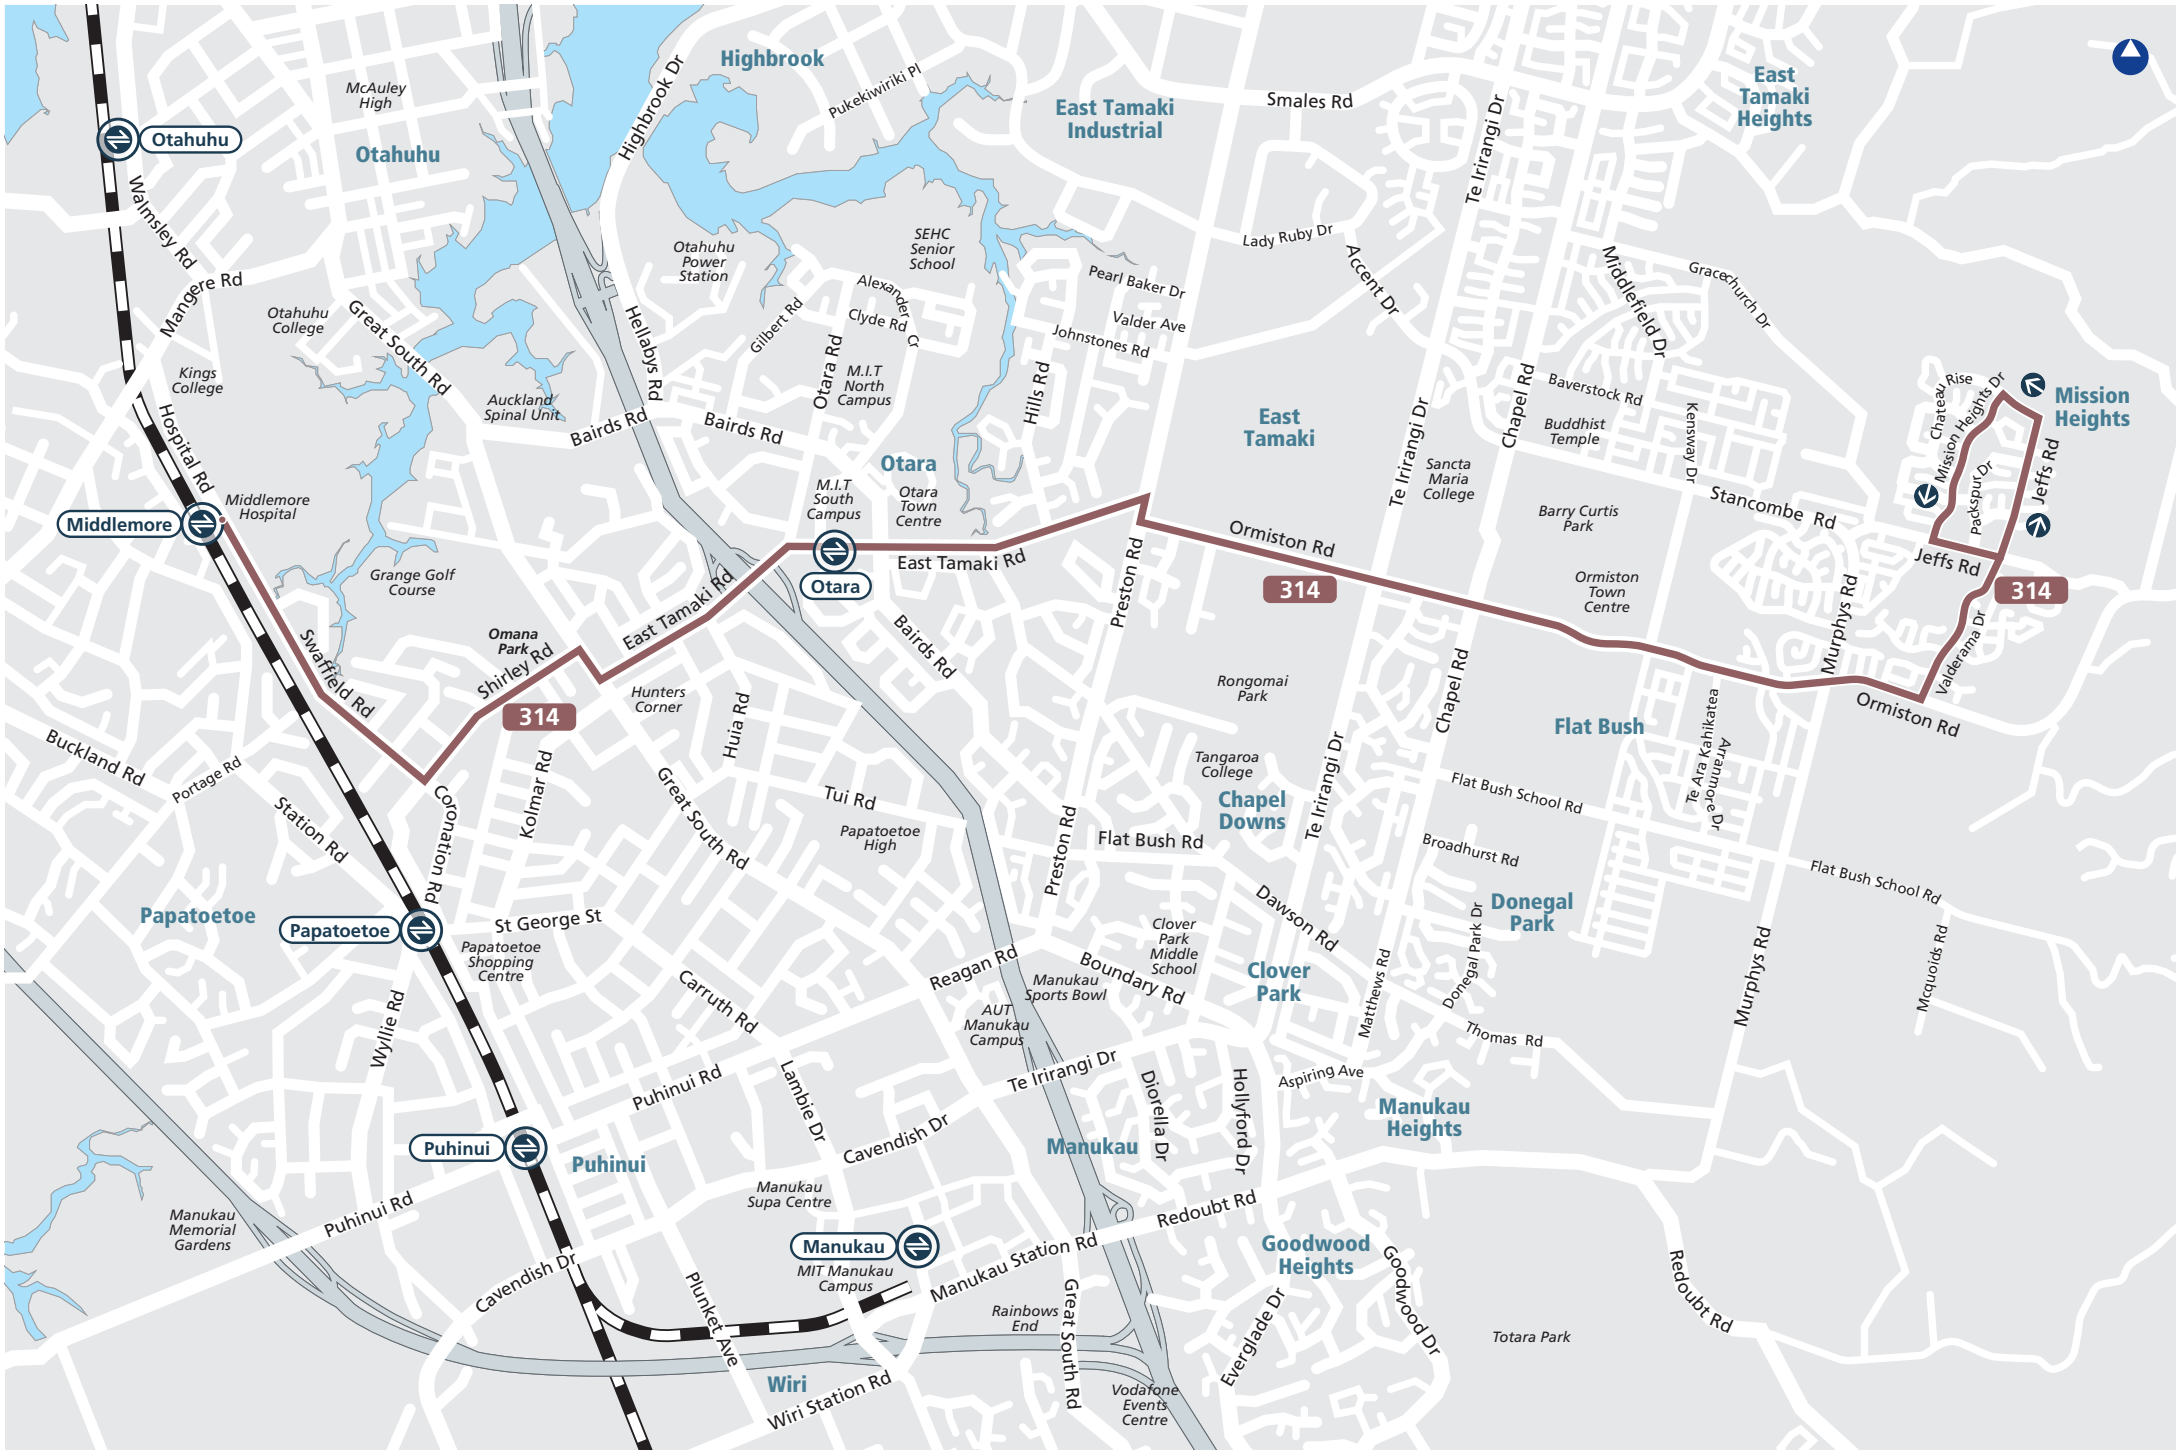 Highbrook
Pukekiwiriki Pl
Highbrook Dr
McAuley
High
Otahuhu
Otahuhu
East Tamaki
Industrial
Smales Rd
Te Irirangi Dr
East
Tamaki
Heights
Walmsley Rd
Mangere Rd
Otahuhu
Power
Station
SEHC
Senior
School
Lady Ruby Dr
Accent Dr
Pearl Baker Dr
Valder Ave
Johnstones Rd
Alexander Cr
Clyde Rd
Gilbert Rd
Otara Rd
Middlefield Dr
Gracechurch Dr
Otahuhu
College
Great South Rd
Hellabys Rd
Kings
College
Auckland
Spinal Unit
Bairds Rd
Bairds Rd
M.I.T
North
Campus
Hills Rd
East
Tamaki
Te Irirangi Dr
Chapel Rd
Baverstock Rd
Buddhist
Temple
Kensway Dr
Chateau Rise
Mission Heights Dr
Mission
Heights
Packspur Dr
Jeffs Rd
Hospital Rd
Middlemore
Hospital
Middlemore
Otara
M.I.T
South
Campus
Otara
Town
Centre
Sancta
Maria
College
Barry Curtis
Park
Stancombe Rd
Ormiston Rd
East Tamaki Rd
Otara
Preston Rd
314
Ormiston
Town
Centre
Jeffs Rd
314
Murphys Rd
Valderama Dr
Grange Golf
Course
Omana
Park
Shirley Rd
East Tamaki Rd
Bairds Rd
Swaffield Rd
314
Hunters
Corner
Huia Rd
Rongomai
Park
Chapel Rd
Flat Bush
Te Ara Kahikatea
Arranmore Dr
Ormiston Rd
Buckland Rd
Portage Rd
Station Rd
Coronation Rd
Kolmar Rd
Great South Rd
Tui Rd
Papatoetoe
High
Tangaroa
College
Chapel
Downs
Te Irirangi Dr
Flat Bush School Rd
Preston Rd
Flat Bush Rd
Broadhurst Rd
Flat Bush School Rd
Papatoetoe
Papatoetoe
St George St
Papatoetoe
Shopping
Centre
Dawson Rd
Donegal
Park
Donegal Park Dr
Clover
Park
Middle
School
Clover
Park
Reagan Rd
Boundary Rd
Manukau
Sports Bowl
Matthews Rd
Murphys Rd
Mcquoids Rd
Wyllie Rd
Carruth Rd
AUT
Manukau
Campus
Thomas Rd
Puhinui Rd
Lambie Dr
Te Irirangi Dr
Diorella Dr
Hollyford Dr
Aspiring Ave
Manukau
Heights
Puhinui
Puhinui
Cavendish Dr
Manukau
Manukau
Supa Centre
Manukau
Memorial
Gardens
Puhinui Rd
Redoubt Rd
Manukau
MIT Manukau
Campus
Manukau Station Rd
Goodwood
Heights
Goodwood Dr
Redoubt Rd
Cavendish Dr
Plunket Ave
Rainbows
End
Great South Rd
Everglade Dr
Totara Park
Wiri
Wiri Station Rd
Vodafone
Events
Centre